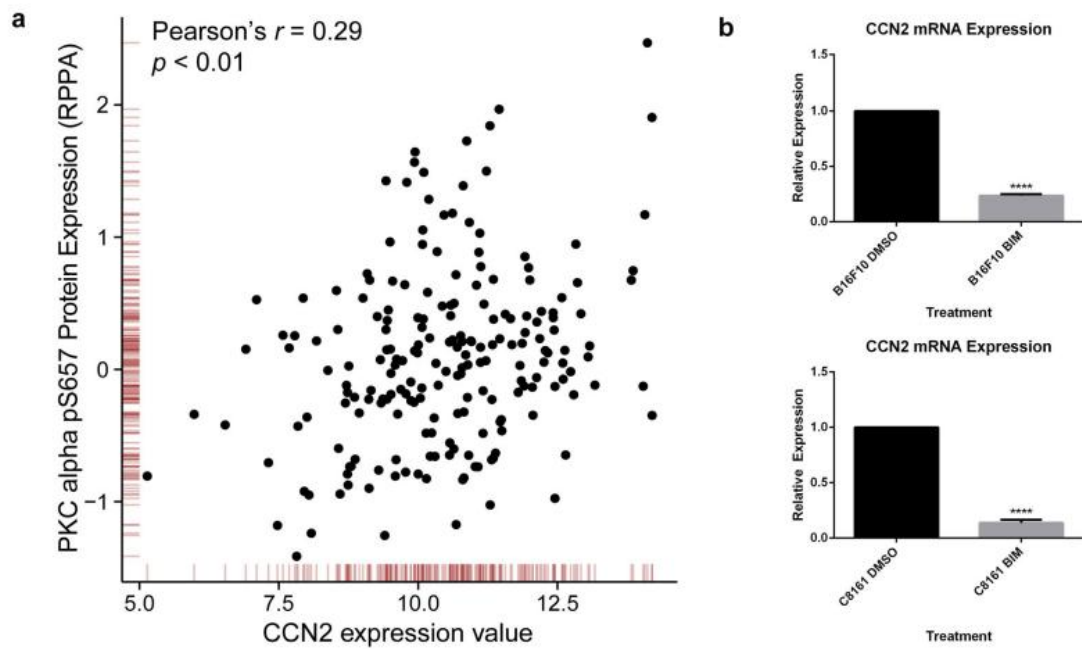 a
Pearson's r = 0.29
p < 0.01
PKC alpha pS657 Protein Expression (RPPA)
2
1
0
−1
5.0
7.5
10.0
12.5
CCN2 expression value
b
CCN2 mRNA Expression
Relative Expression
1.5
1.0
0.5
0.0
****
B16F10 DMSO
B16F10 BIM
Treatment
CCN2 mRNA Expression
Relative Expression
1.5
1.0
0.5
0.0
****
C8161 DMSO
C8161 BIM
Treatment